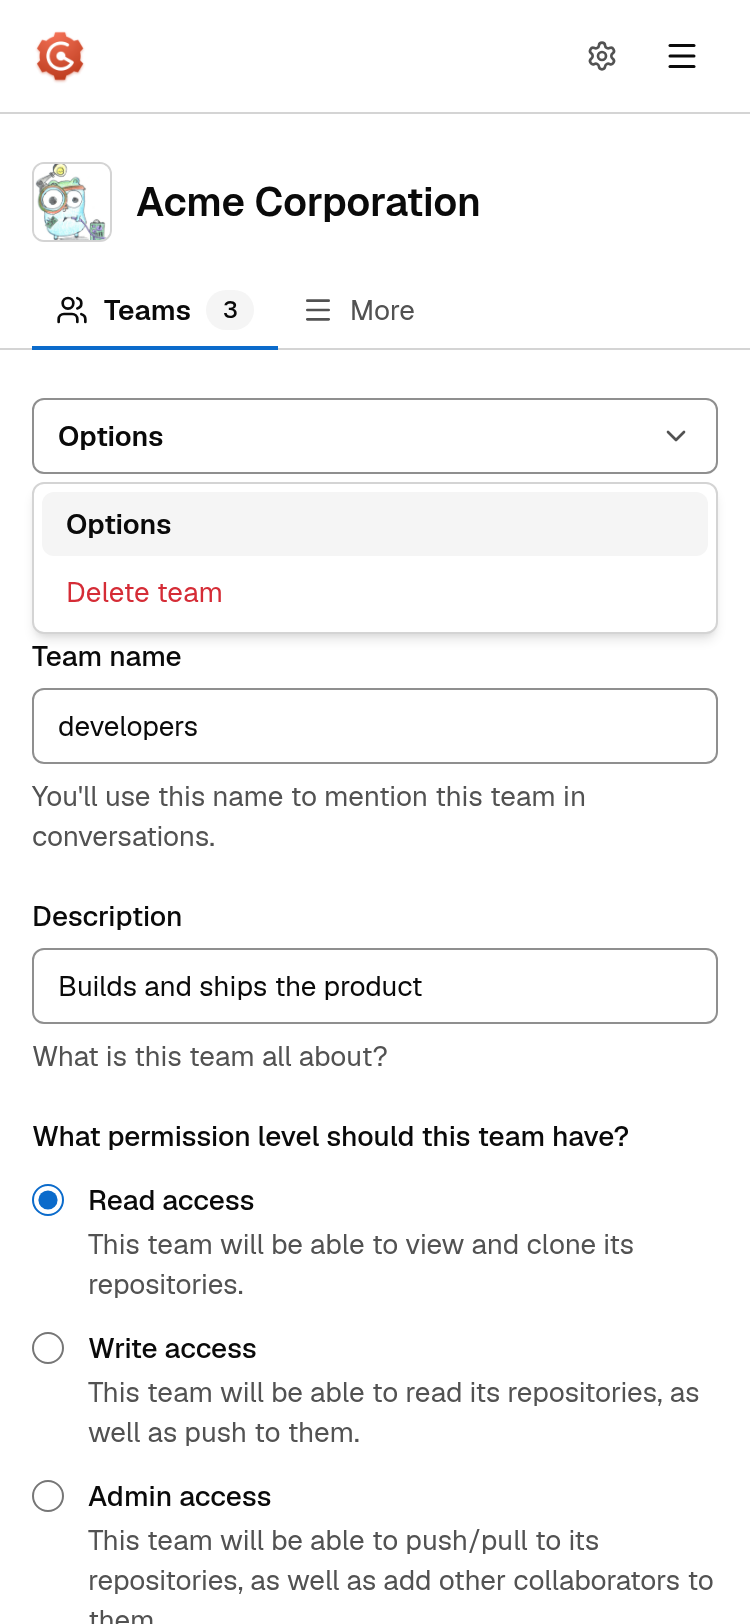 Acme Corporation
Teams 3 More
Options
Options
Delete team
Team name
developers
You'll use this name to mention this team in
conversations.
Description
Builds and ships the product
What is this team all about?
What permission level should this team have?
Read access
This team will be able to view and clone its
repositories.
Write access
This team will be able to read its repositories, as
well as push to them.
Admin access
This team will be able to push/pull to its
repositories, as well as add other collaborators to
them.